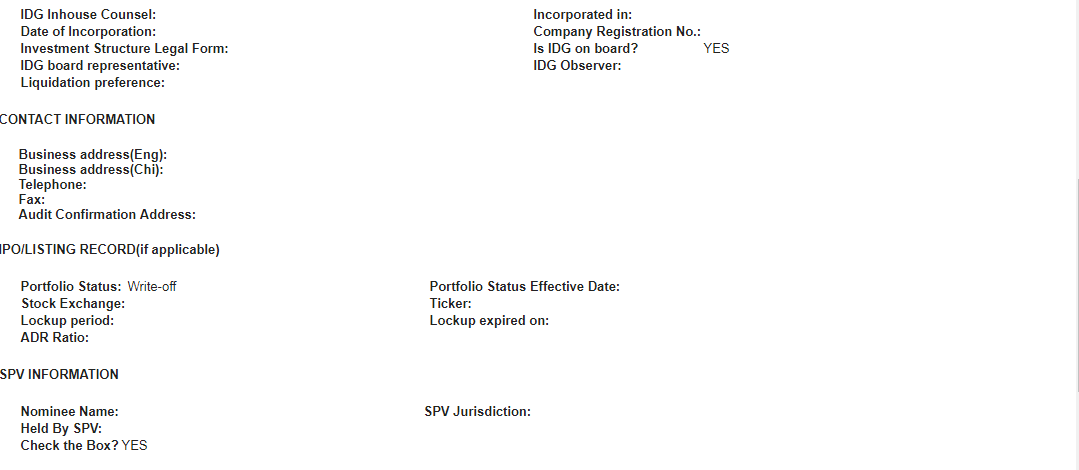 IDG Inhouse Counsel: Incorporated in:
Date of Incorporation: Company Registration No.:
Investment Structure Legal Form: Is IDG on board? YES
IDG board representative: IDG Observer:
Liquidation preference:
CONTACT INFORMATION
Business address(Eng):
Business address(Chi):
Telephone:
Fax:
Audit Confirmation Address:
IPO/LISTING RECORD(if applicable)
Portfolio Status: Write-off Portfolio Status Effective Date:
Stock Exchange: Ticker:
Lockup period: Lockup expired on:
ADR Ratio:
SPV INFORMATION
Nominee Name: SPV Jurisdiction:
Held By SPV:
Check the Box? YES